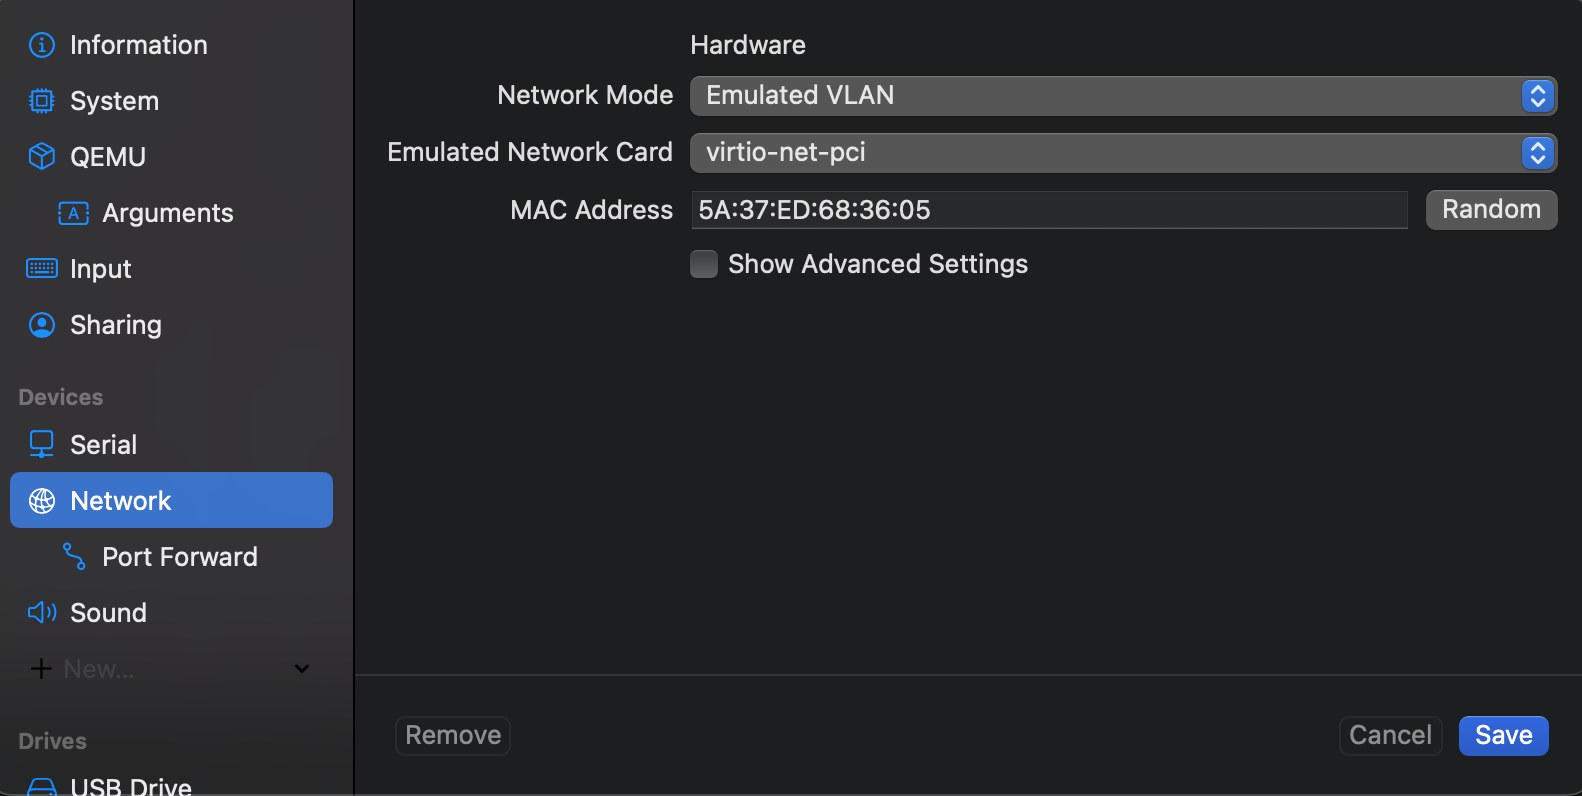 Information
System
QEMU
A Arguments
Input
Sharing
Devices
Serial
Network
Port Forward
Sound
New...
Drives
USB Drive
Hardware
Network Mode Emulated VLAN
Emulated Network Card virtio-net-pci
MAC Address 5A:37:ED:68:36:05 Random
Show Advanced Settings
Remove Cancel Save